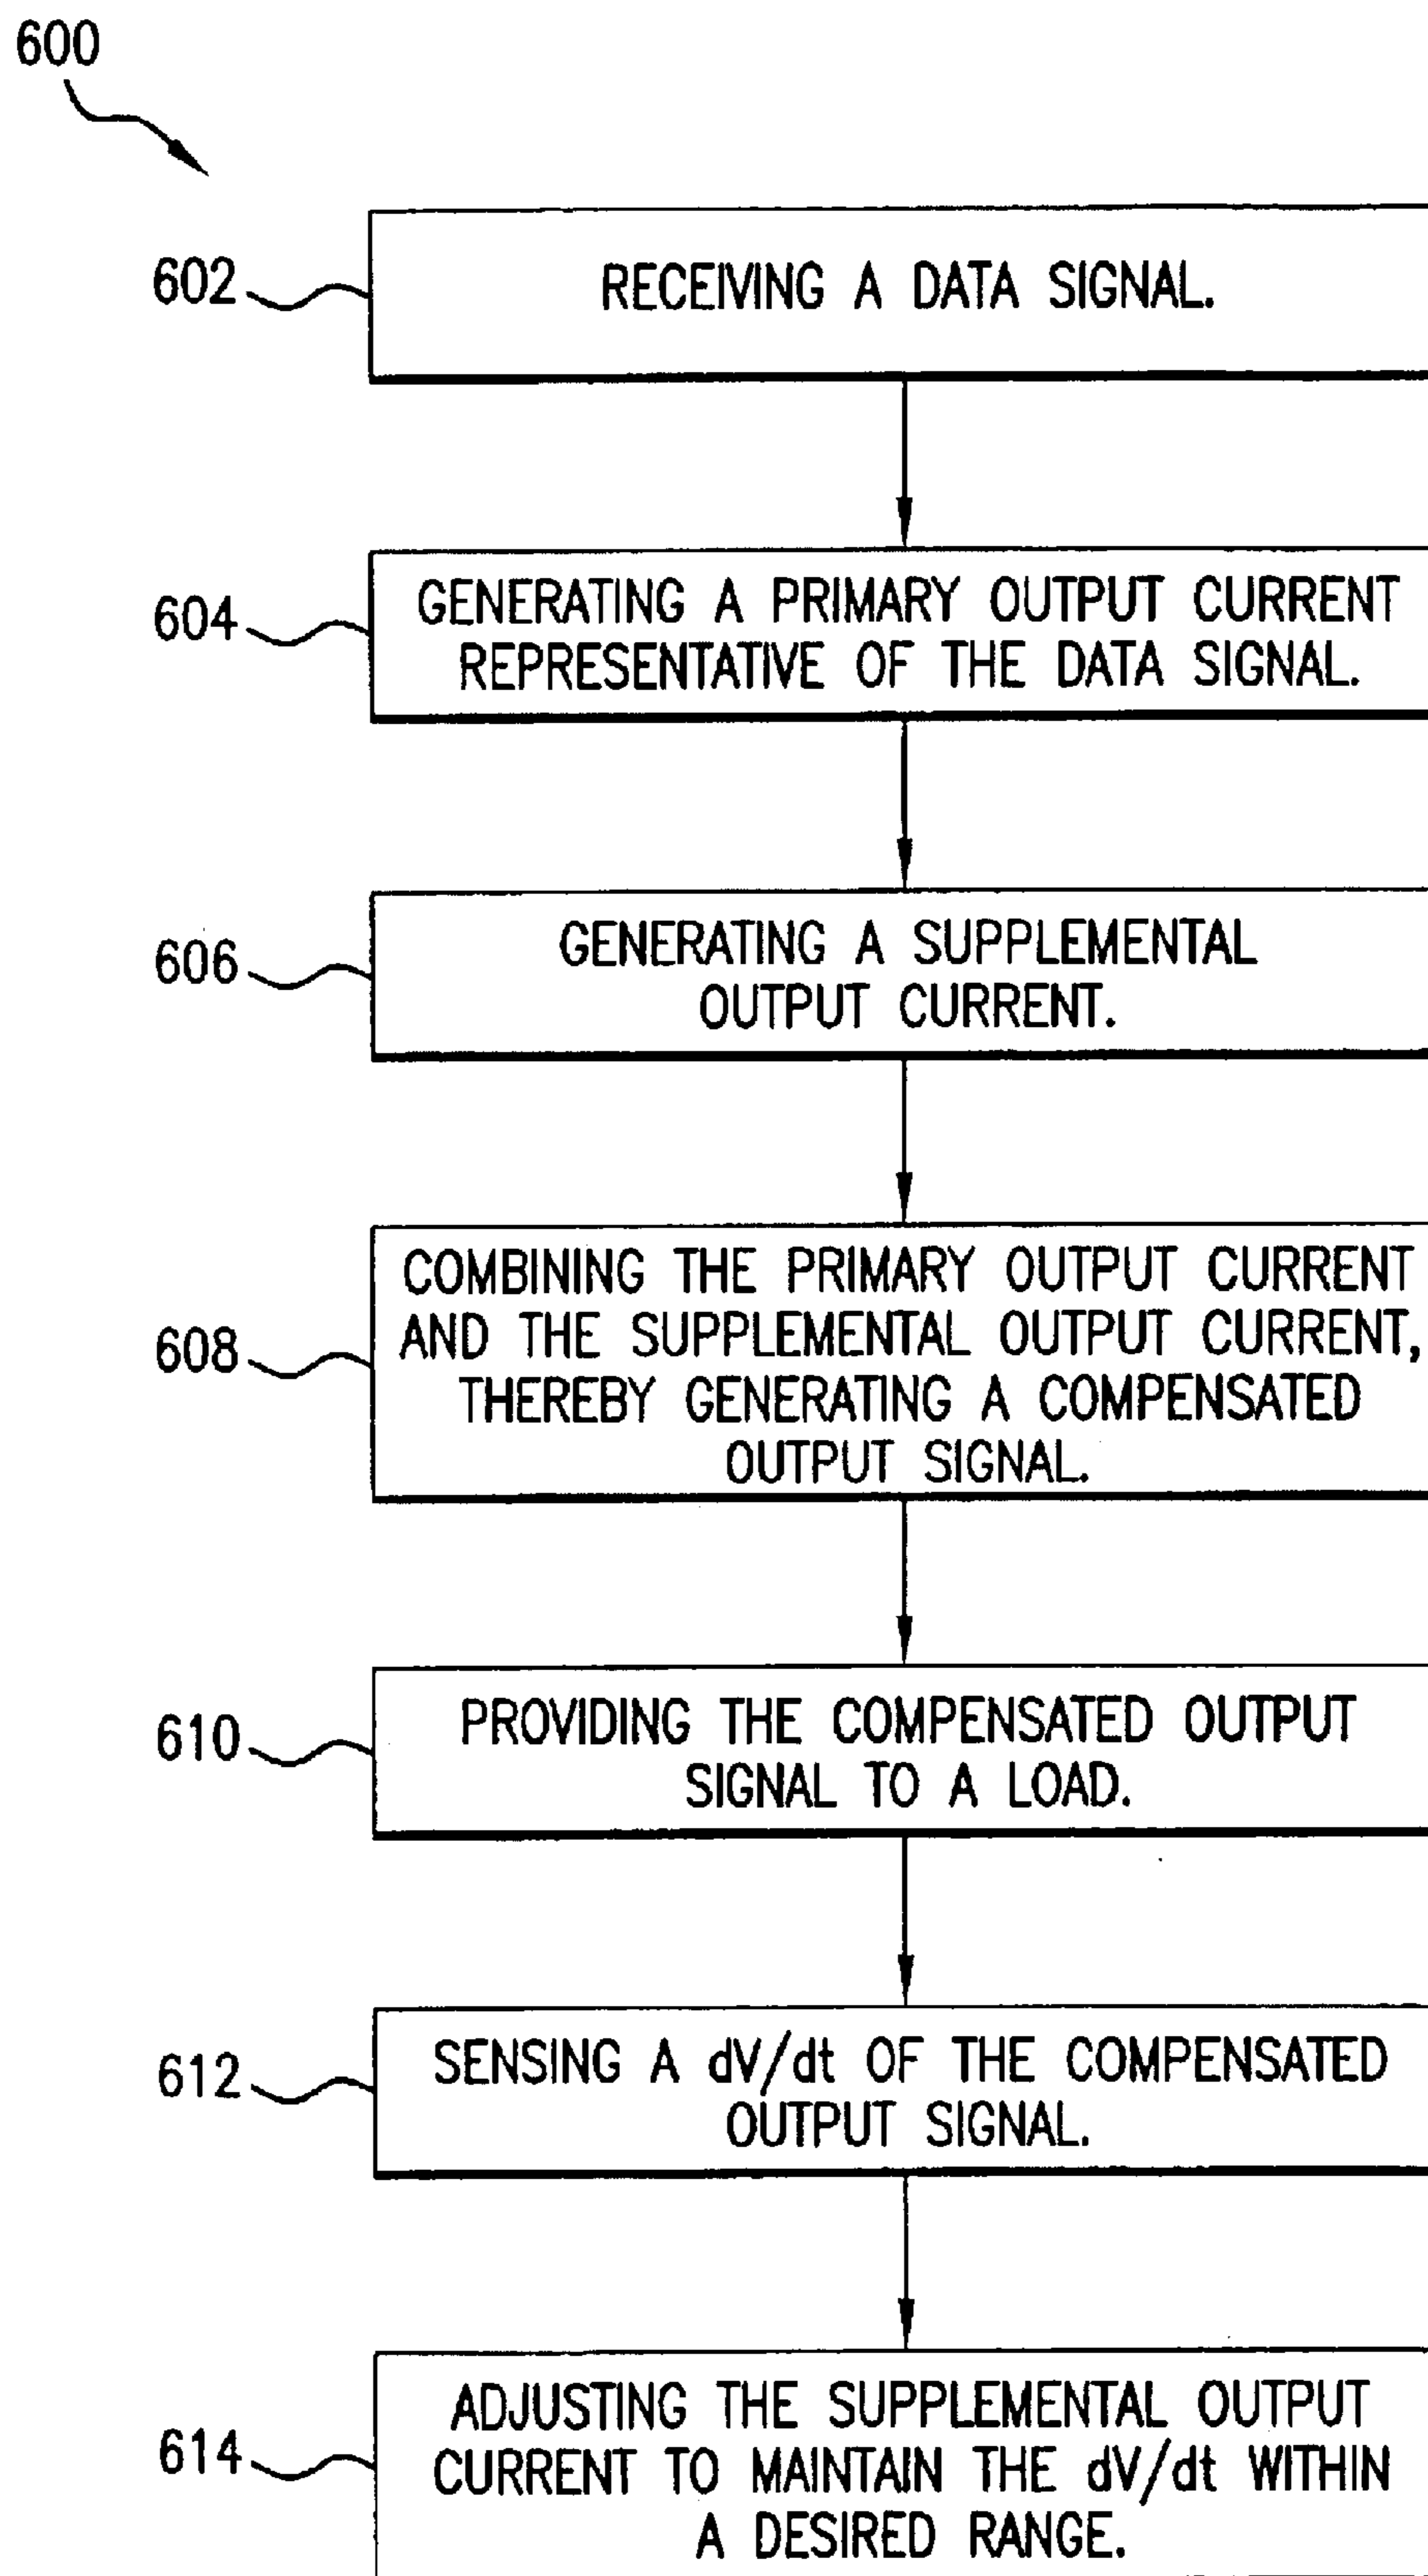 600
602
RECEIVING A DATA SIGNAL.
604
GENERATING A PRIMARY OUTPUT CURRENT
REPRESENTATIVE OF THE DATA SIGNAL.
606
GENERATING A SUPPLEMENTAL
OUTPUT CURRENT.
608
COMBINING THE PRIMARY OUTPUT CURRENT
AND THE SUPPLEMENTAL OUTPUT CURRENT,
THEREBY GENERATING A COMPENSATED
OUTPUT SIGNAL.
610
PROVIDING THE COMPENSATED OUTPUT
SIGNAL TO A LOAD.
612
SENSING A dV/dt OF THE COMPENSATED
OUTPUT SIGNAL.
614
ADJUSTING THE SUPPLEMENTAL OUTPUT
CURRENT TO MAINTAIN THE dV/dt WITHIN
A DESIRED RANGE.